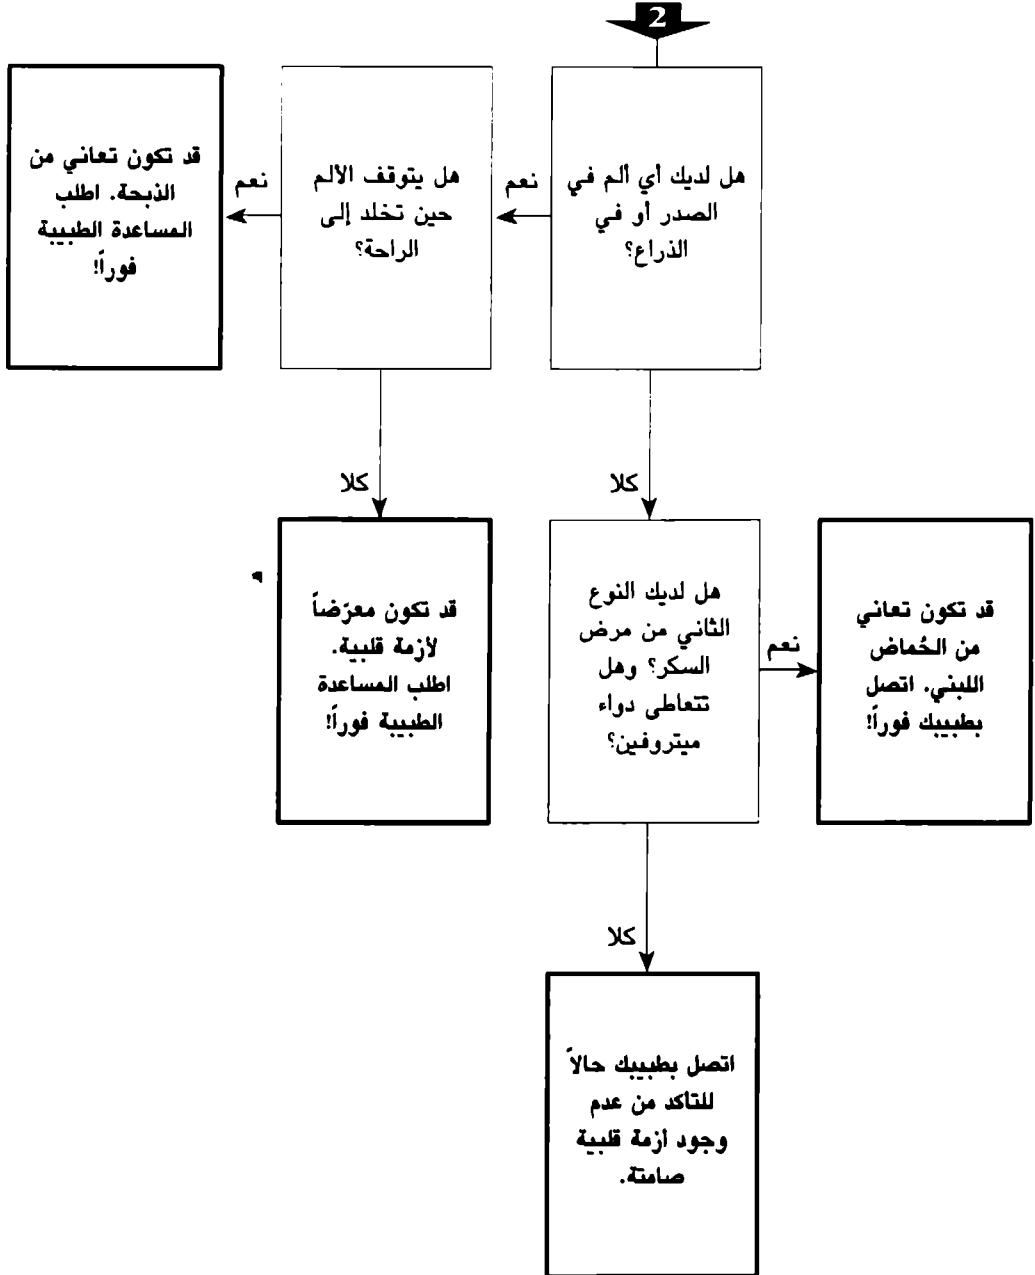 2
هل لديك أي ألم في
الصدر أو في
الذراع؟
نعم
هل يتوقف الألم
حين تخلد إلى
الراحة؟
نعم
قد تكون تعاني من
الذبحة. اطلب
المساعدة الطبيبة
فوراً!
كلا
كلا
قد تكون تعاني
من الحُماض
اللبني. اتصل
بطبيبك فوراً!
نعم
هل لديك النوع
الثاني من مرض
السكر؟ وهل
تتعاطى دواء
ميتروفين؟
قد تكون معرّضاً
لأزمة قلبية.
اطلب المساعدة
الطبيبة فوراً!
كلا
اتصل بطبيبك حالاً
للتأكد من عدم
وجود أزمة قلبية
صامتة.